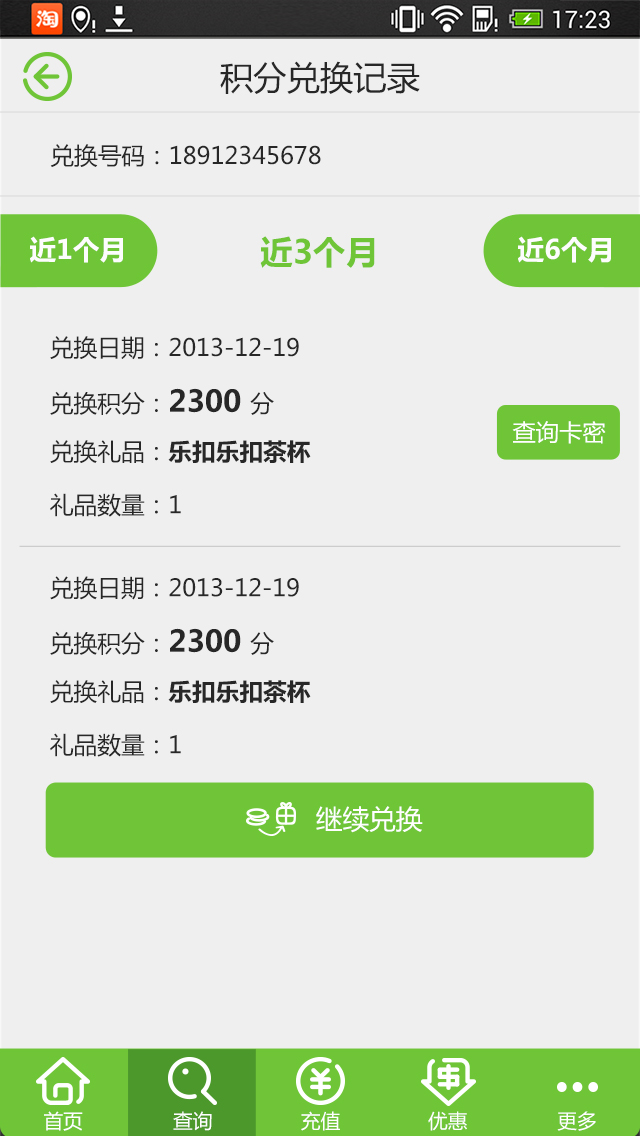 淘 17:23
积分兑换记录
兑换号码：18912345678
近1个月 近3个月 近6个月
兑换日期：2013-12-19
兑换积分：2300 分
查询卡密
兑换礼品：乐扣乐扣茶杯
礼品数量：1
兑换日期：2013-12-19
兑换积分：2300 分
兑换礼品：乐扣乐扣茶杯
礼品数量：1
继续兑换
首页 查询 充值 优惠 更多